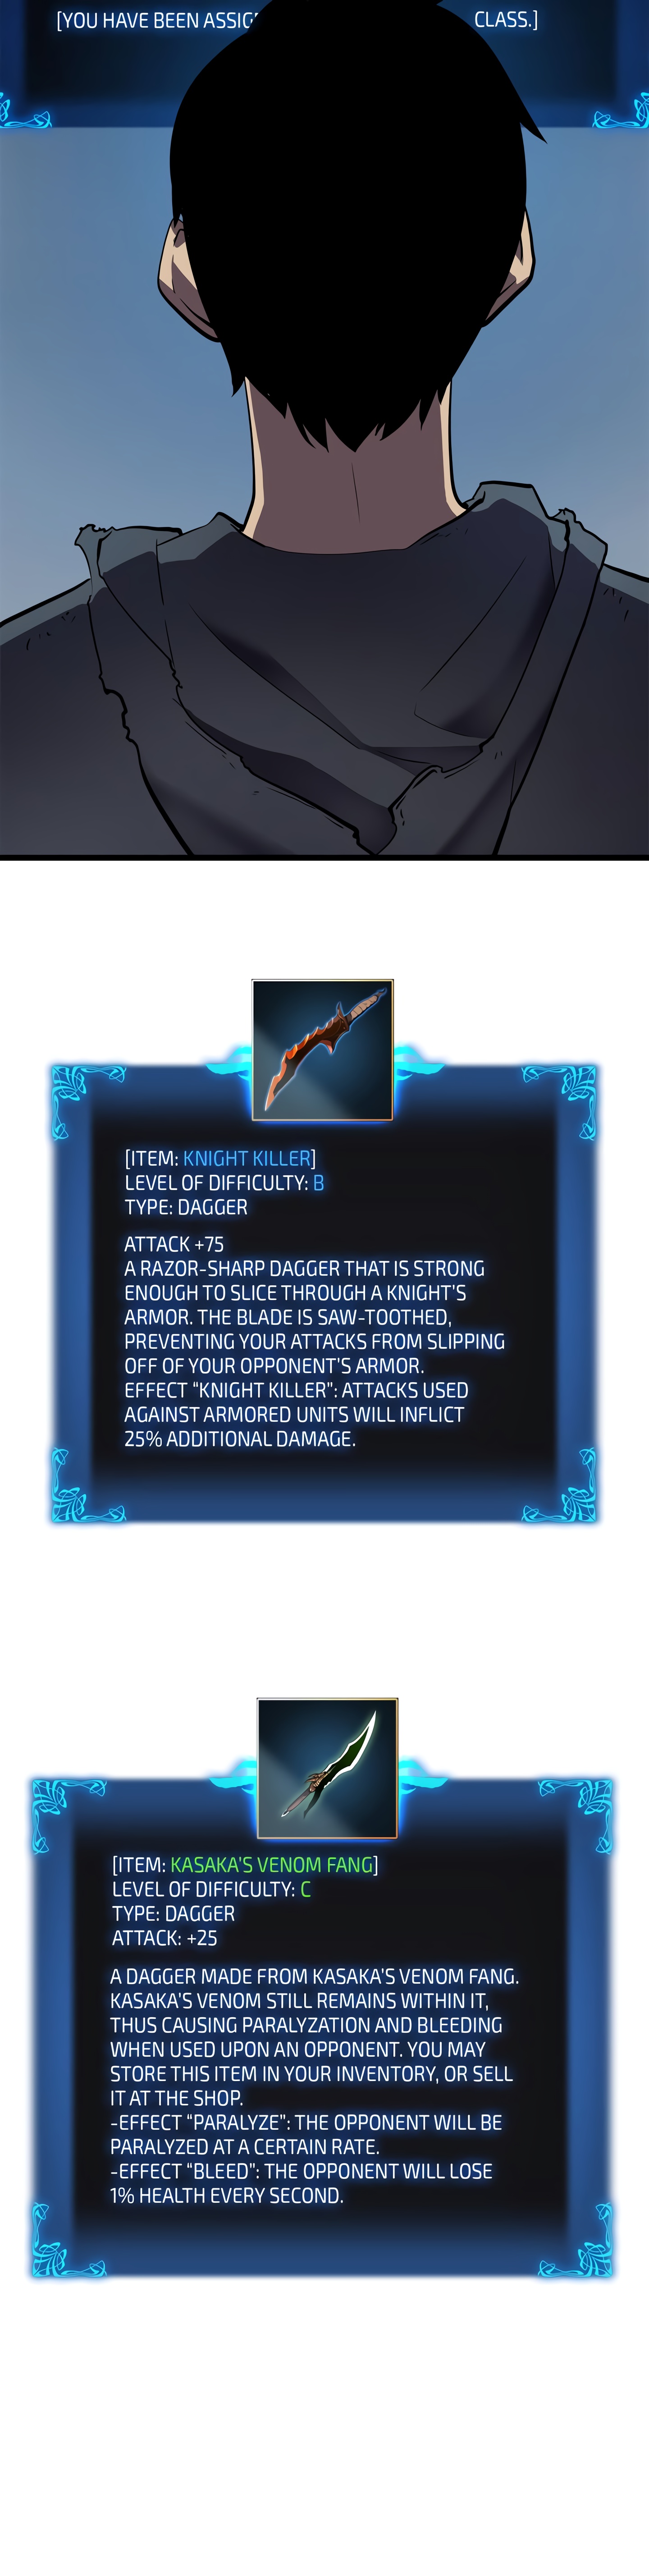 [YOU HAVE BEEN ASSIG CLASS.]
[ITEM: KNIGHT KILLER]
LEVEL OF DIFFICULTY: B
TYPE: DAGGER
ATTACK +75
A RAZOR-SHARP DAGGER THAT IS STRONG
ENOUGH TO SLICE THROUGH A KNIGHT'S
ARMOR. THE BLADE IS SAW-TOOTHED,
PREVENTING YOUR ATTACKS FROM SLIPPING
OFF OF YOUR OPPONENT'S ARMOR.
EFFECT "KNIGHT KILLER": ATTACKS USED
AGAINST ARMORED UNITS WILL INFLICT
25% ADDITIONAL DAMAGE.
[ITEM: KASAKA'S VENOM FANG]
LEVEL OF DIFFICULTY: C
TYPE: DAGGER
ATTACK: +25
A DAGGER MADE FROM KASAKA'S VENOM FANG.
KASAKA'S VENOM STILL REMAINS WITHIN IT,
THUS CAUSING PARALYZATION AND BLEEDING
WHEN USED UPON AN OPPONENT. YOU MAY
STORE THIS ITEM IN YOUR INVENTORY, OR SELL
IT AT THE SHOP.
-EFFECT "PARALYZE": THE OPPONENT WILL BE
PARALYZED AT A CERTAIN RATE.
-EFFECT "BLEED": THE OPPONENT WILL LOSE
1% HEALTH EVERY SECOND.